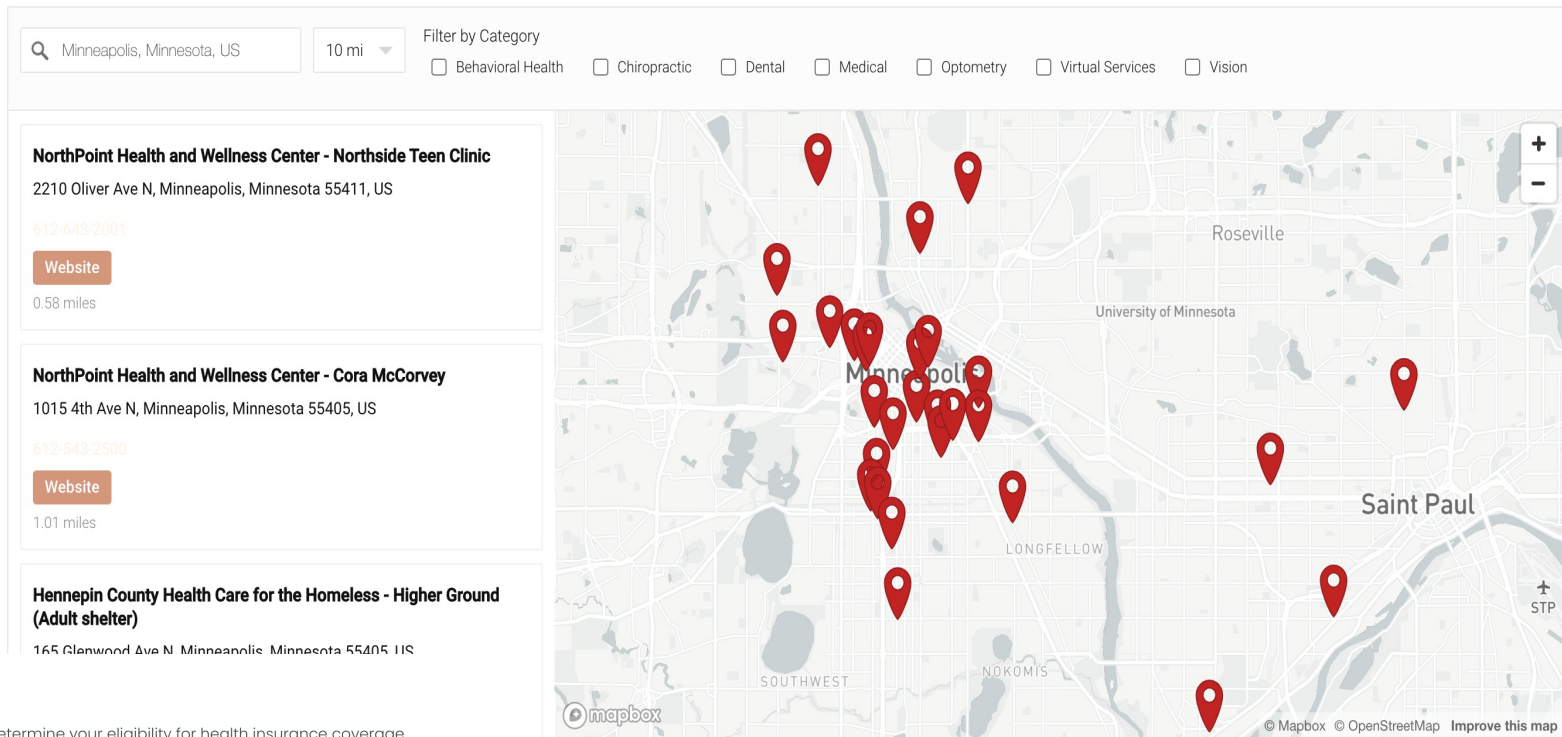 Minneapolis, Minnesota, US
10 mi
Filter by Category
Behavioral Health
Chiropractic
Dental
Medical
Optometry
Virtual Services
Vision
NorthPoint Health and Wellness Center - Northside Teen Clinic
2210 Oliver Ave N, Minneapolis, Minnesota 55411, US
612-643-2001
Website
0.58 miles
NorthPoint Health and Wellness Center - Cora McCorvey
1015 4th Ave N, Minneapolis, Minnesota 55405, US
612-543-2500
Website
1.01 miles
Hennepin County Health Care for the Homeless - Higher Ground
(Adult shelter)
165 Glenwood Ave N, Minneapolis, Minnesota 55405, US
etermine your eligibility for health insurance coverage
+
−
Roseville
University of Minnesota
Minneapolis
Saint Paul
LONGFELLOW
STP
NOKOMIS
SOUTHWEST
mapbox
© Mapbox © OpenStreetMap Improve this map